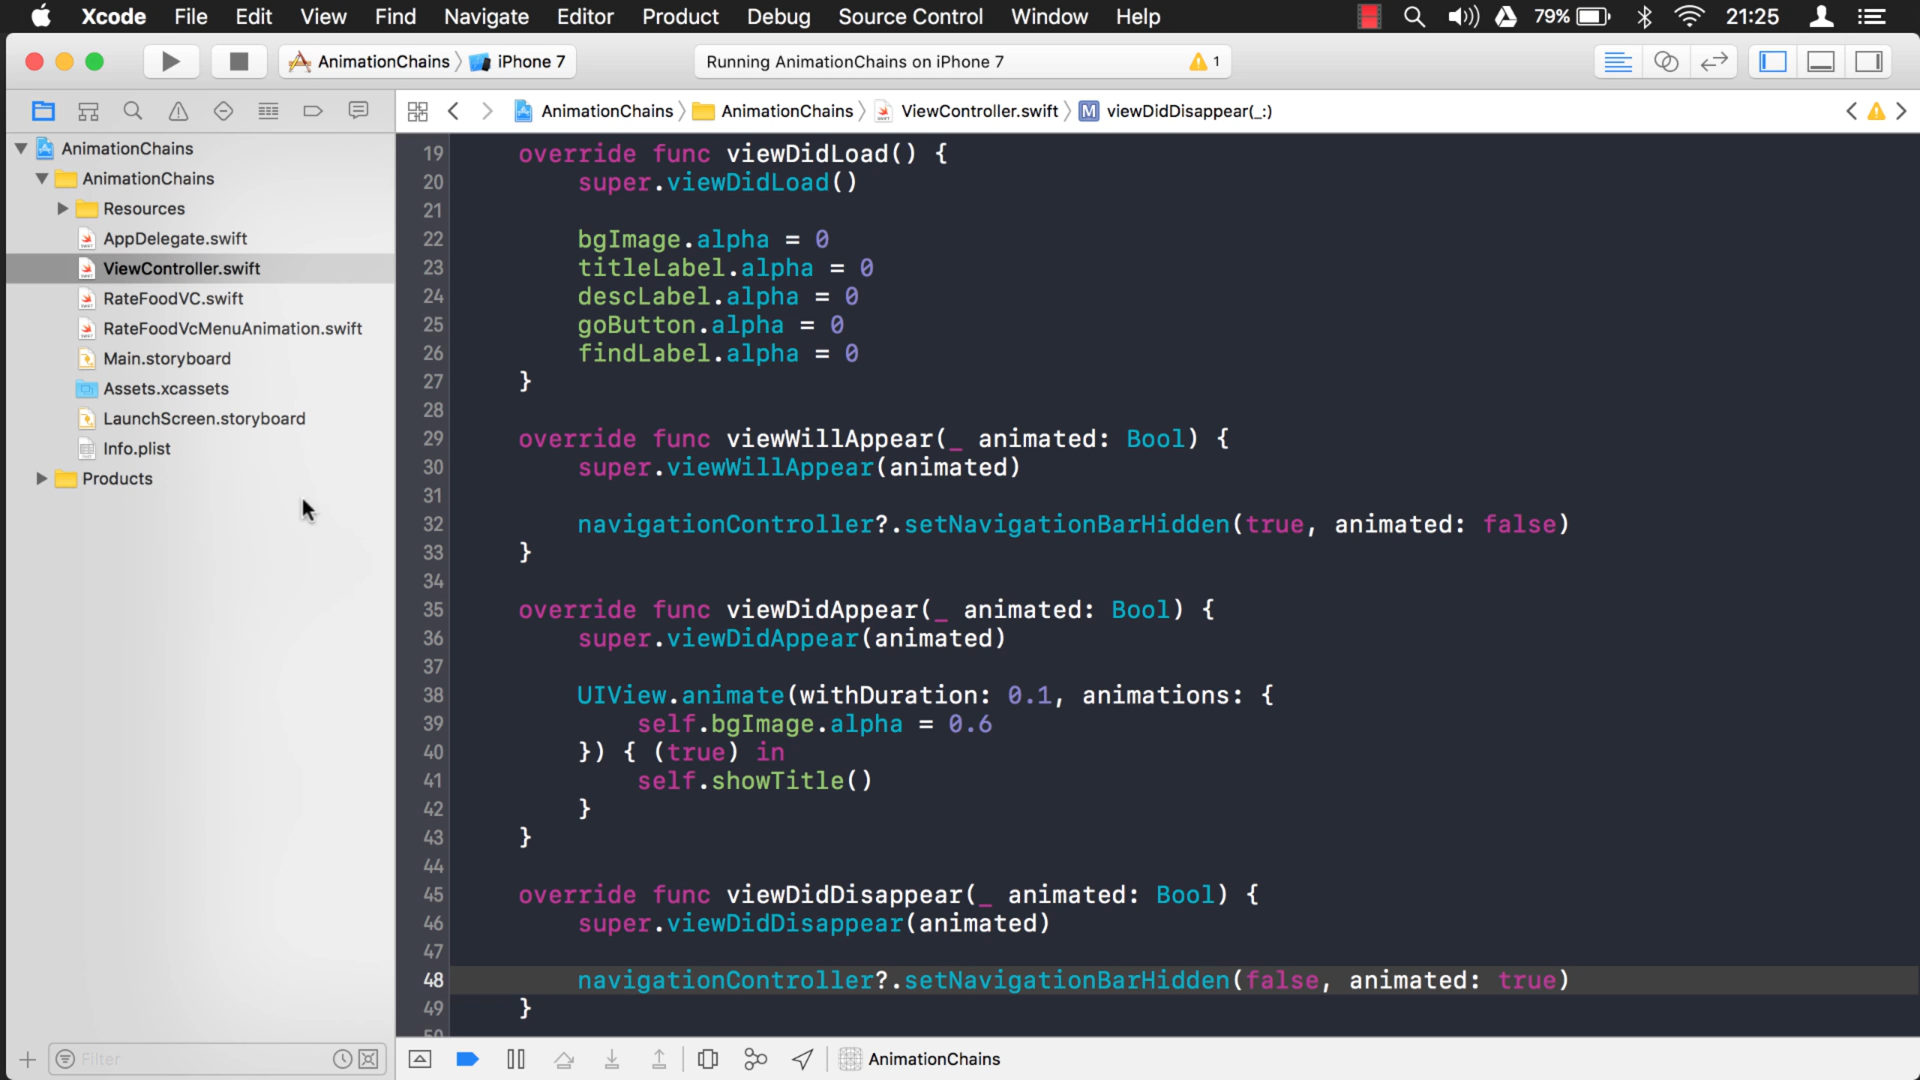 Xcode File Edit View Find Navigate Editor Product Debug Source Control Window Help 79% 21:25
AnimationChains iPhone 7 Running AnimationChains on iPhone 7 1
AnimationChains AnimationChains ViewController.swift M viewDidDisappear(_:)
AnimationChains
AnimationChains
Resources
AppDelegate.swift
ViewController.swift
RateFoodVC.swift
RateFoodVcMenuAnimation.swift
Main.storyboard
Assets.xcassets
LaunchScreen.storyboard
Info.plist
Products
Filter
19 override func viewDidLoad() {
20 super.viewDidLoad()
21
22 bgImage.alpha = 0
23 titleLabel.alpha = 0
24 descLabel.alpha = 0
25 goButton.alpha = 0
26 findLabel.alpha = 0
27 }
28
29 override func viewWillAppear(_ animated: Bool) {
30 super.viewWillAppear(animated)
31
32 navigationController?.setNavigationBarHidden(true, animated: false)
33 }
34
35 override func viewDidAppear(_ animated: Bool) {
36 super.viewDidAppear(animated)
37
38 UIView.animate(withDuration: 0.1, animations: {
39 self.bgImage.alpha = 0.6
40 }) { (true) in
41 self.showTitle()
42 }
43 }
44
45 override func viewDidDisappear(_ animated: Bool) {
46 super.viewDidDisappear(animated)
47
48 navigationController?.setNavigationBarHidden(false, animated: true)
49 }
50
AnimationChains